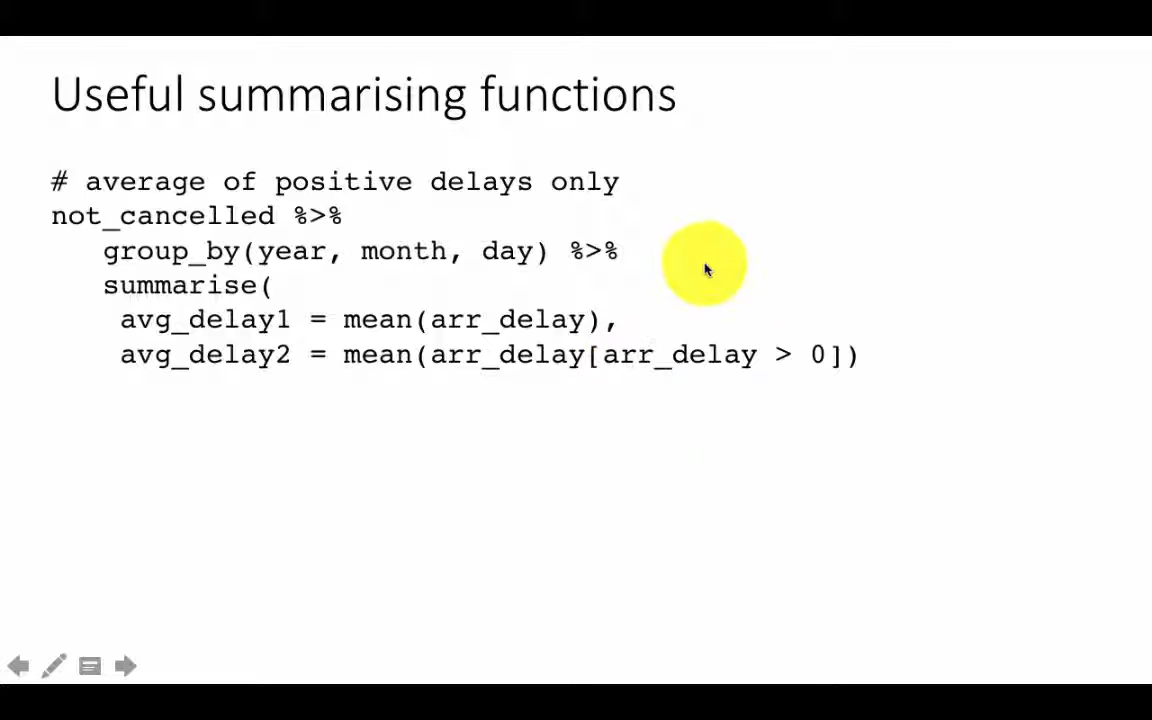 Useful summarising functions
# average of positive delays only
not_cancelled %>%
group_by(year, month, day) %>%
summarise(
avg_delay1 = mean(arr_delay),
avg_delay2 = mean(arr_delay[arr_delay > 0])